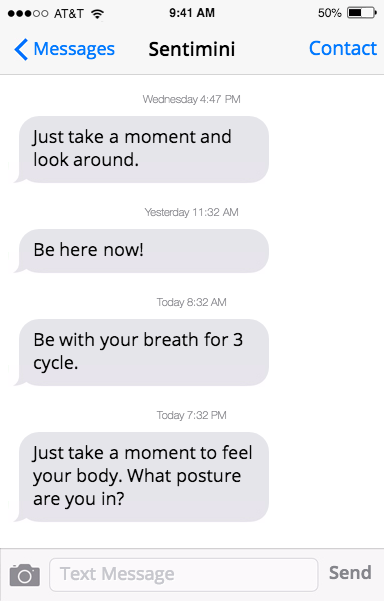 AT&T 9:41 AM 50%
Messages Sentimini Contact
Wednesday 4:47 PM
Just take a moment and
look around.
Yesterday 11:32 AM
Be here now!
Today 8:32 AM
Be with your breath for 3
cycle.
Today 7:32 PM
Just take a moment to feel
your body. What posture
are you in?
Text Message Send